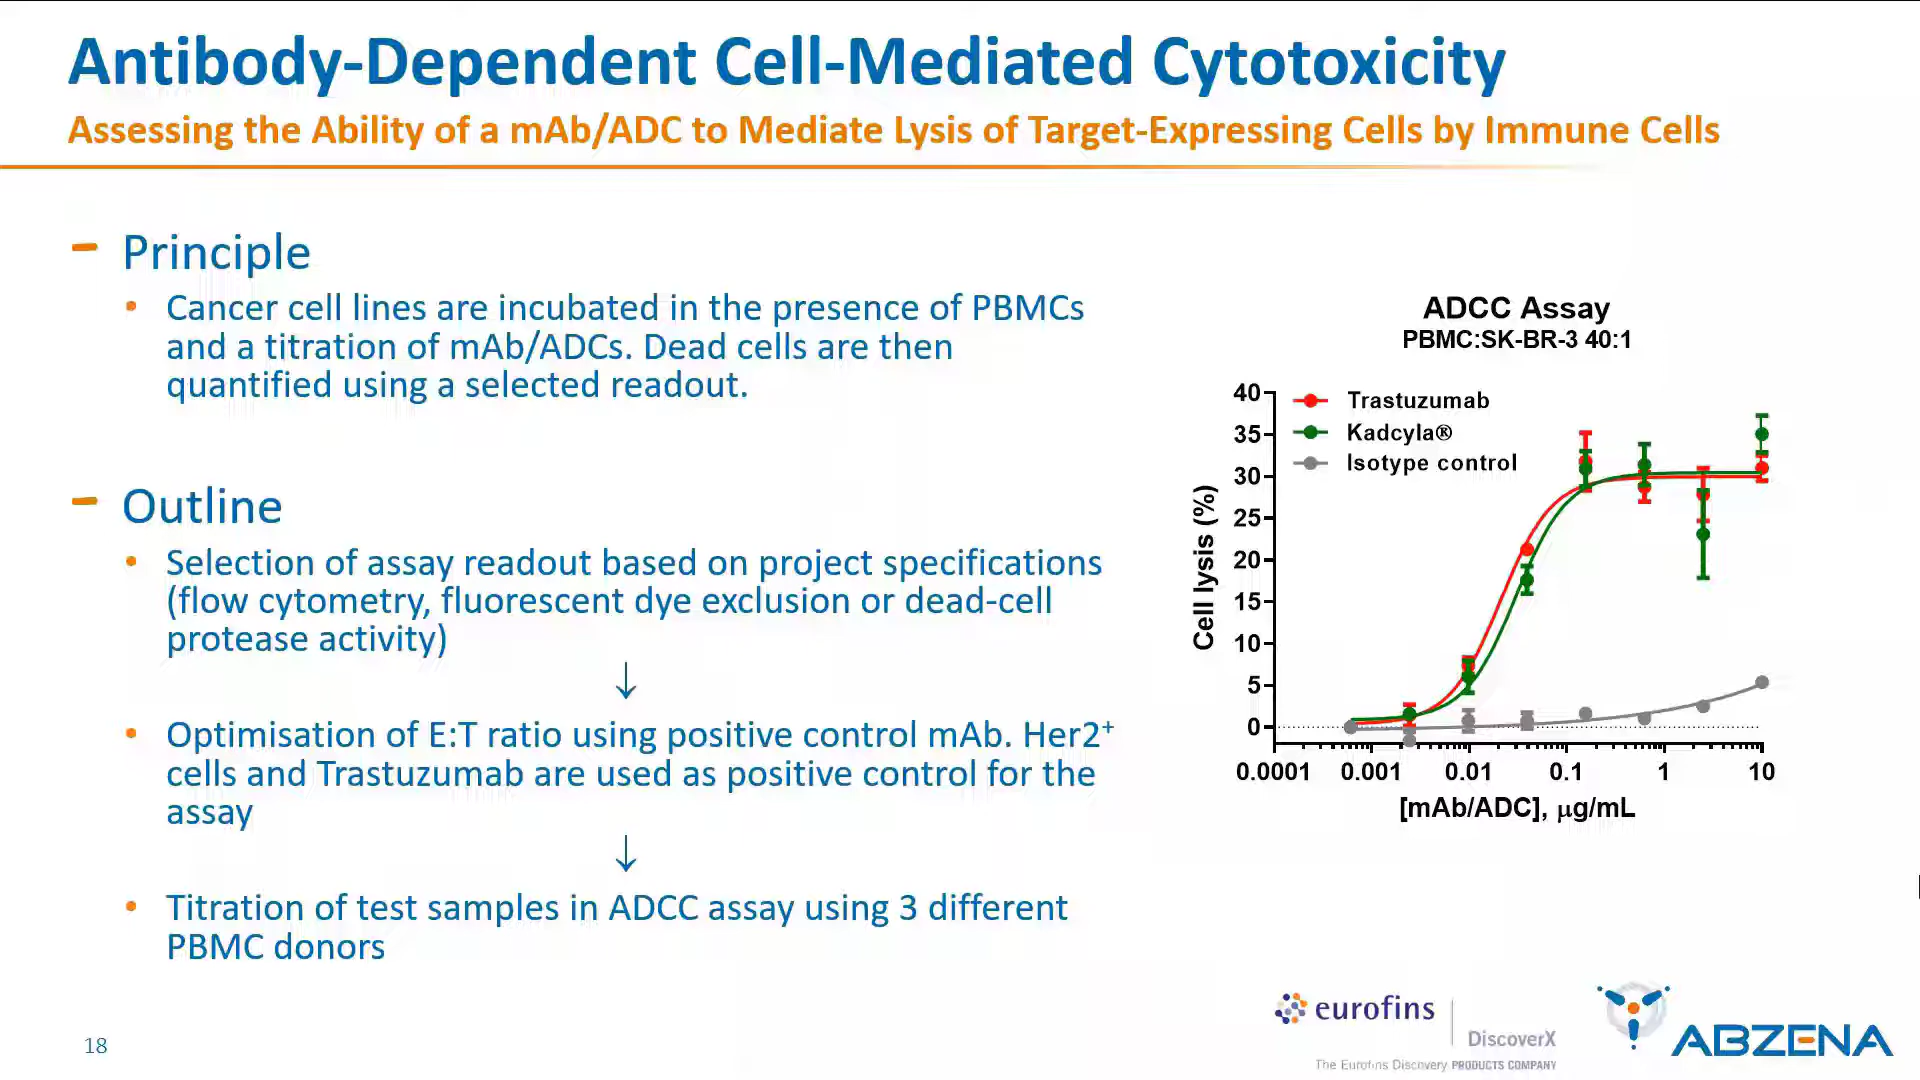 Antibody-Dependent Cell-Mediated Cytotoxicity
Assessing the Ability of a mAb/ADC to Mediate Lysis of Target-Expressing Cells by Immune Cells
– Principle
• Cancer cell lines are incubated in the presence of PBMCs
and a titration of mAb/ADCs. Dead cells are then
quantified using a selected readout.
– Outline
• Selection of assay readout based on project specifications
(flow cytometry, fluorescent dye exclusion or dead-cell
protease activity)
↓
• Optimisation of E:T ratio using positive control mAb. Her2⁺
cells and Trastuzumab are used as positive control for the
assay
↓
• Titration of test samples in ADCC assay using 3 different
PBMC donors
ADCC Assay
PBMC:SK-BR-3 40:1
Trastuzumab
Kadcyla®
Isotype control
Cell lysis (%)
40
35
30
25
20
15
10
5
0
0.0001 0.001 0.01 0.1 1 10
[mAb/ADC], µg/mL
18
eurofins
DiscoverX
The Eurofins Discovery PRODUCTS COMPANY
ABZENA